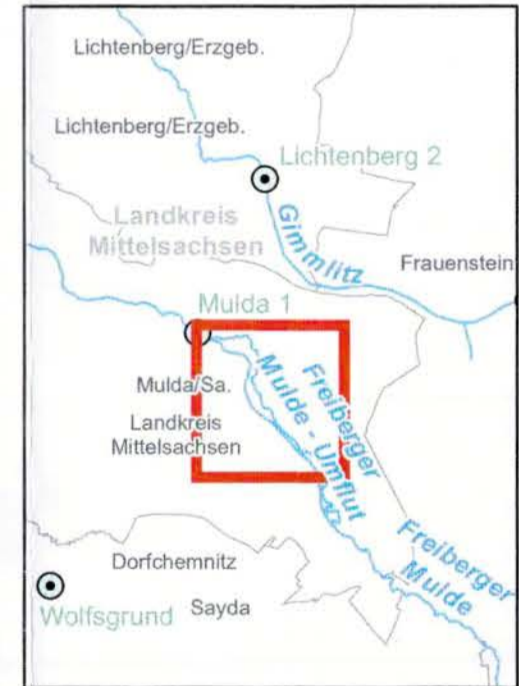 Lichtenberg/Erzgeb.
Lichtenberg/Erzgeb.
Lichtenberg 2
Landkreis
Mittelsachsen
Gimmlitz
Frauenstein
Mulda 1
Mulda/Sa.
Landkreis
Mittelsachsen
Freiberger
Mulde - Umflut
Freiberger
Mulde
Dorfchemnitz
Wolfsgrund
Sayda